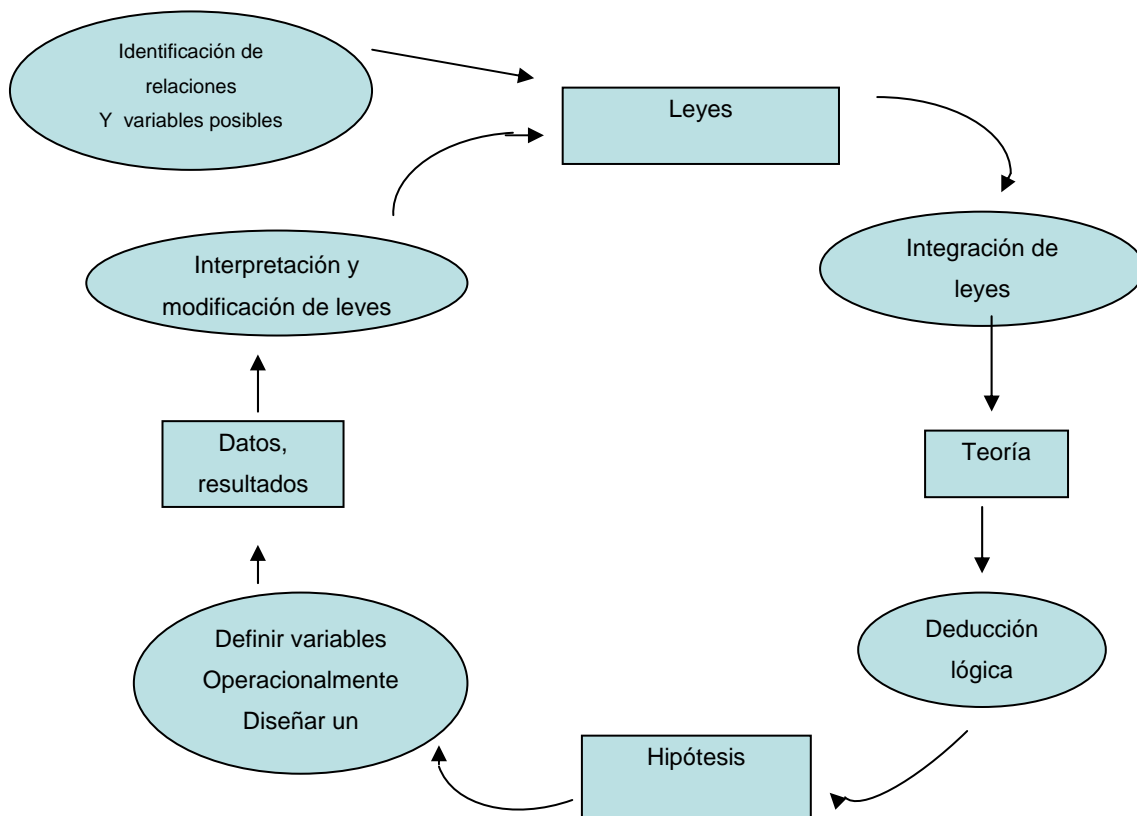 Identificación de
relaciones
Y variables posibles
Leyes
Interpretación y
modificación de leyes
Integración de
leyes
Datos,
resultados
Teoría
Definir variables
Operacionalmente
Diseñar un
Deducción
lógica
Hipótesis